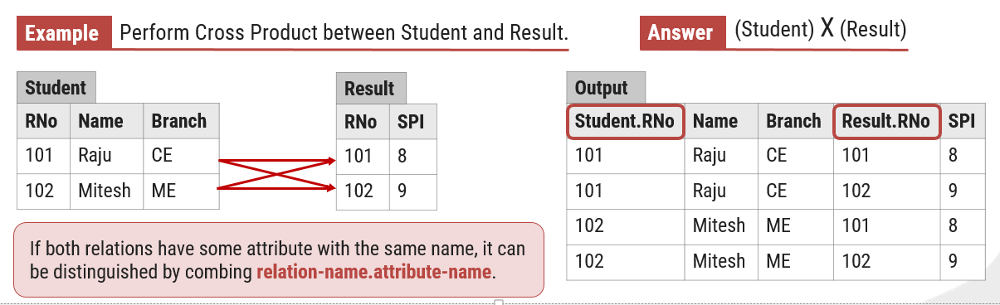 Example Perform Cross Product between Student and Result.
Answer (Student) X (Result)
Student
RNo Name Branch
101 Raju CE
102 Mitesh ME
Result
RNo SPI
101 8
102 9
If both relations have some attribute with the same name, it can
be distinguished by combing relation-name.attribute-name.
Output
Student.RNo Name Branch Result.RNo SPI
101 Raju CE 101 8
101 Raju CE 102 9
102 Mitesh ME 101 8
102 Mitesh ME 102 9